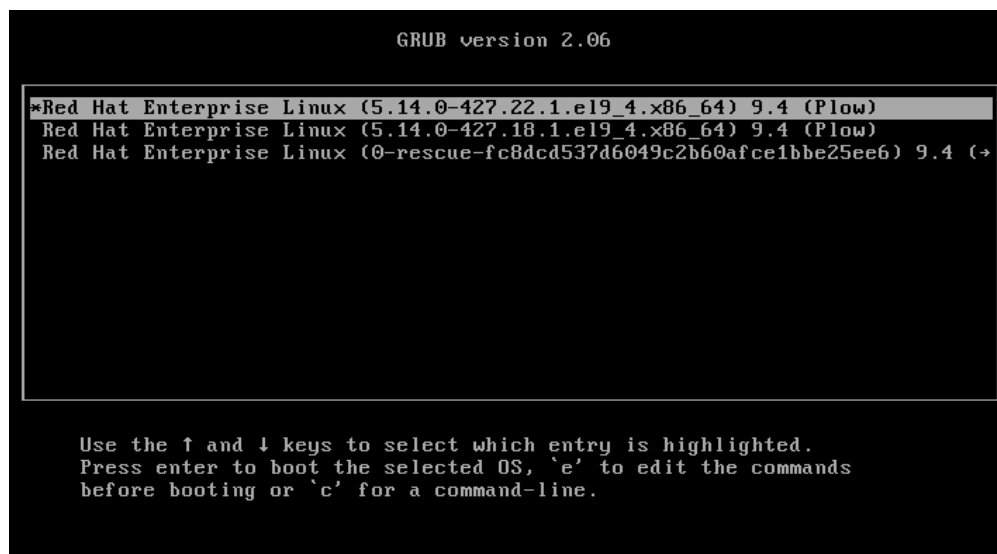 GRUB version 2.06
*Red Hat Enterprise Linux (5.14.0-427.22.1.el9_4.x86_64) 9.4 (Plow)
Red Hat Enterprise Linux (5.14.0-427.18.1.el9_4.x86_64) 9.4 (Plow)
Red Hat Enterprise Linux (0-rescue-fc8dcd537d6049c2b60afce1bbe25ee6) 9.4 (→
Use the ↑ and ↓ keys to select which entry is highlighted.
Press enter to boot the selected OS, `e' to edit the commands
before booting or `c' for a command-line.